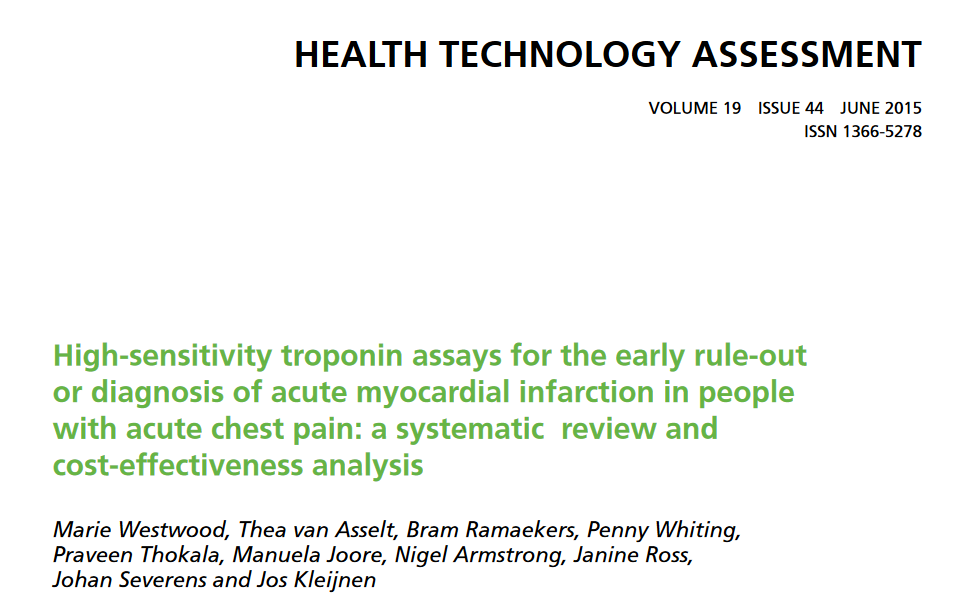 HEALTH TECHNOLOGY ASSESSMENT
VOLUME 19 ISSUE 44 JUNE 2015
ISSN 1366-5278
High-sensitivity troponin assays for the early rule-out
or diagnosis of acute myocardial infarction in people
with acute chest pain: a systematic review and
cost-effectiveness analysis
Marie Westwood, Thea van Asselt, Bram Ramaekers, Penny Whiting,
Praveen Thokala, Manuela Joore, Nigel Armstrong, Janine Ross,
Johan Severens and Jos Kleijnen